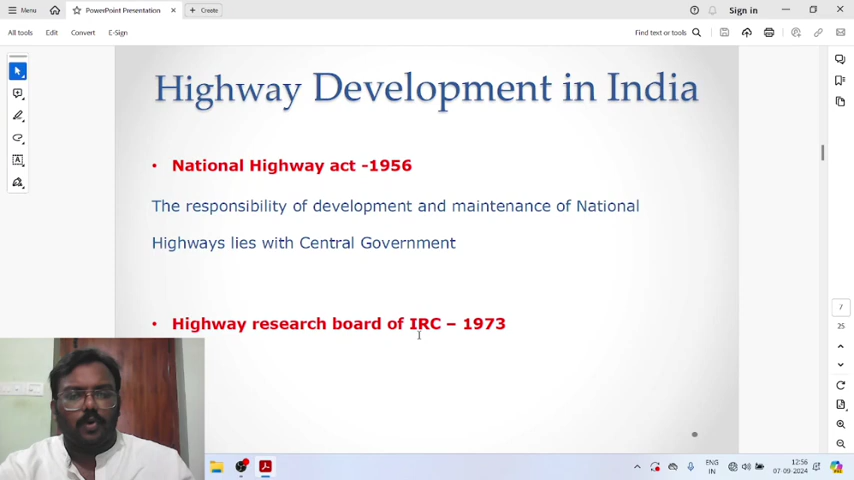 Menu
PowerPoint Presentation
Create
Sign in
All tools
Edit
Convert
E-Sign
Find text or tools
Highway Development in India
• National Highway act -1956
The responsibility of development and maintenance of National
Highways lies with Central Government
• Highway research board of IRC – 1973
7
25
ENG
IN
12:56
07-09-2024